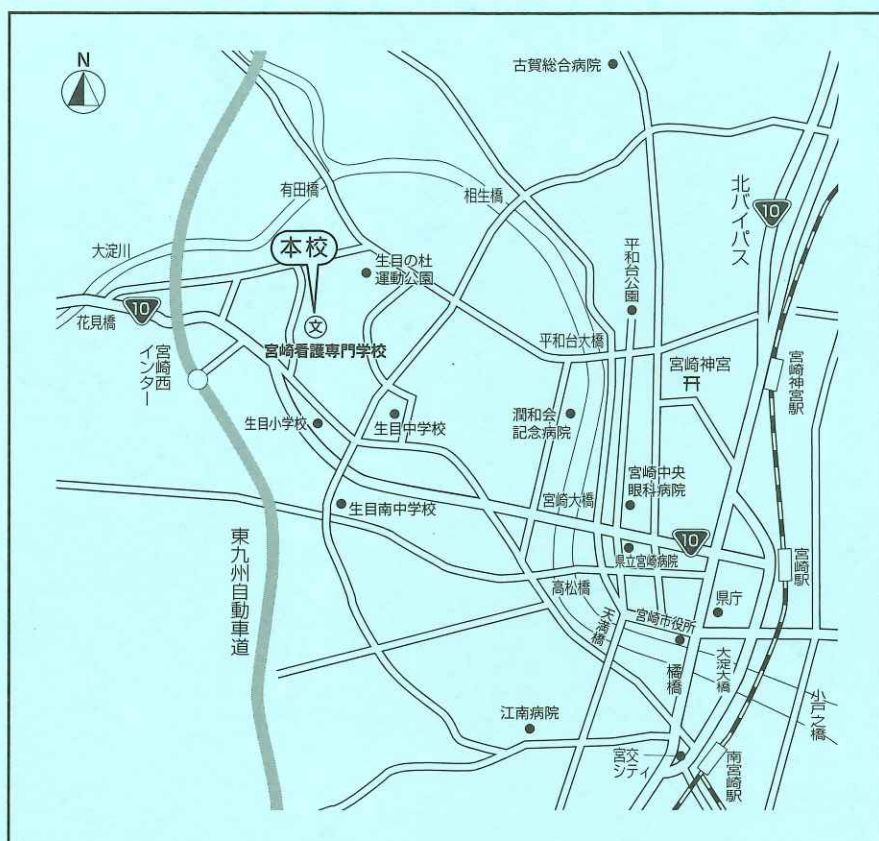 N
古賀総合病院
北バイパス
10
有田橋
相生橋
大淀川
本校
生目の杜
運動公園
平和台公園
10
花見橋
文
宮崎看護専門学校
平和台大橋
宮崎神宮
宮崎神宮駅
宮崎西
インター
生目小学校
生目中学校
潤和会
記念病院
宮崎中央
眼科病院
宮崎大橋
生目南中学校
10
県立宮崎病院
宮崎駅
東九州自動車道
高松橋
天満橋
宮崎市役所
県庁
橘橋
大淀大橋
小戸之橋
江南病院
宮交
シティ
南宮崎駅